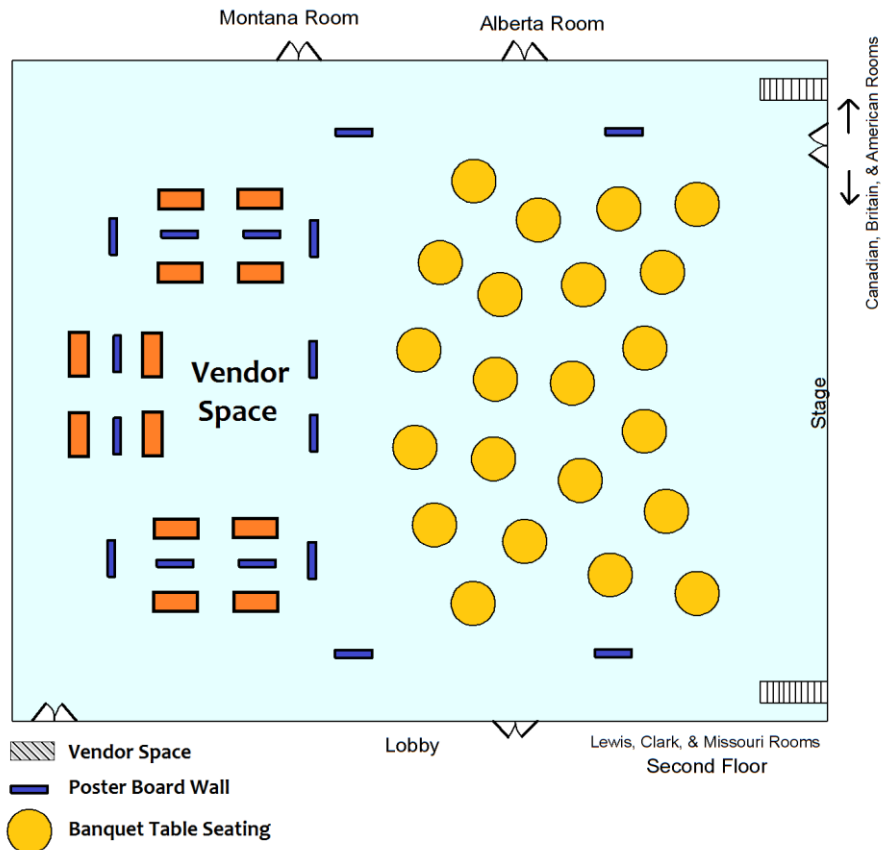 Montana Room
Alberta Room
Canadian, Britain, & American Rooms
Vendor
Space
Stage
Lobby
Lewis, Clark, & Missouri Rooms
Second Floor
Vendor Space
Poster Board Wall
Banquet Table Seating